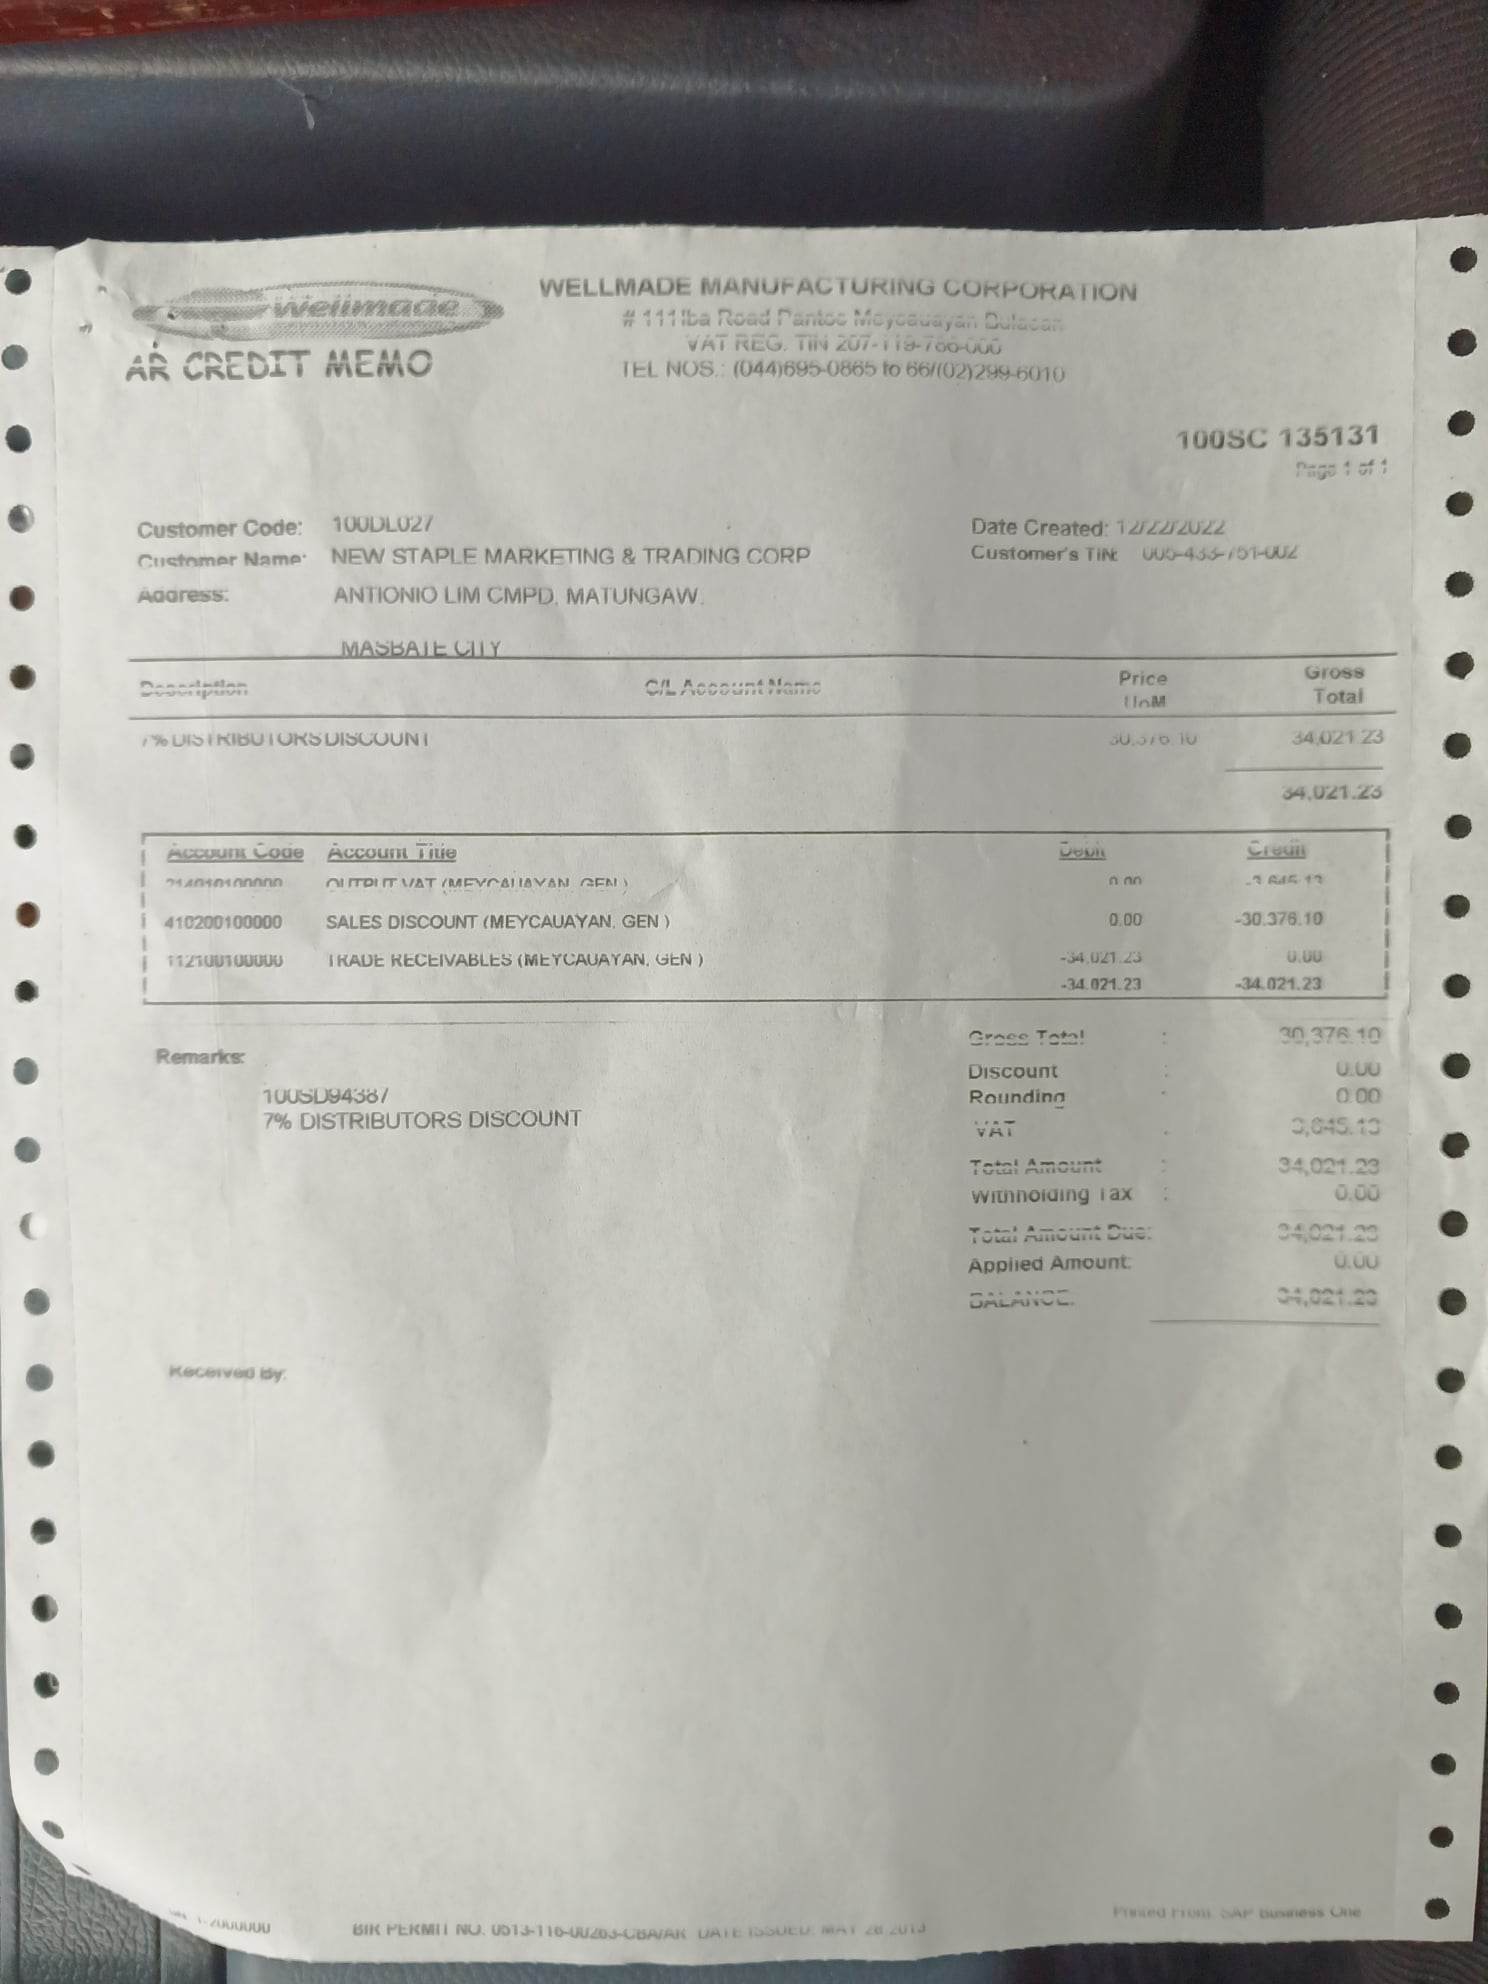 Wellmade
WELLMADE MANUFACTURING CORPORATION
# 111 Iba Road Pantoc Meycauayan Bulacan
VAT REG. TIN 207-119-766-000
AR CREDIT MEMO
TEL NOS.: (044)695-0865 to 66/(02)299-6010
100SC 135131
Page 1 of 1
Customer Code: 100DL027 Date Created: 12/22/2022
Customer Name: NEW STAPLE MARKETING & TRADING CORP Customer's TIN: 005-433-751-002
Address: ANTIONIO LIM CMPD, MATUNGAW,
MASBATE CITY
Description G/L Account Name Price UoM Gross Total
7% DISTRIBUTORS DISCOUNT 30,376.10 34,021.23
34,021.23
Account Code Account Title Debit Credit
214010100000 OUTPUT VAT (MEYCAUAYAN, GEN ) 0.00 -3,645.13
410200100000 SALES DISCOUNT (MEYCAUAYAN, GEN ) 0.00 -30,376.10
112100100000 TRADE RECEIVABLES (MEYCAUAYAN, GEN ) -34,021.23 0.00
-34,021.23 -34,021.23
Gross Total : 30,376.10
Remarks:
Discount : 0.00
100SD94387
Rounding : 0.00
7% DISTRIBUTORS DISCOUNT
VAT : 3,645.13
Total Amount : 34,021.23
Withholding Tax : 0.00
Total Amount Due: 34,021.23
Applied Amount: 0.00
BALANCE: 34,021.23
Received By:
Printed From: SAP Business One
BIR PERMIT NO. 0513-116-00263-CBA/AR DATE ISSUED: MAY 28 2013